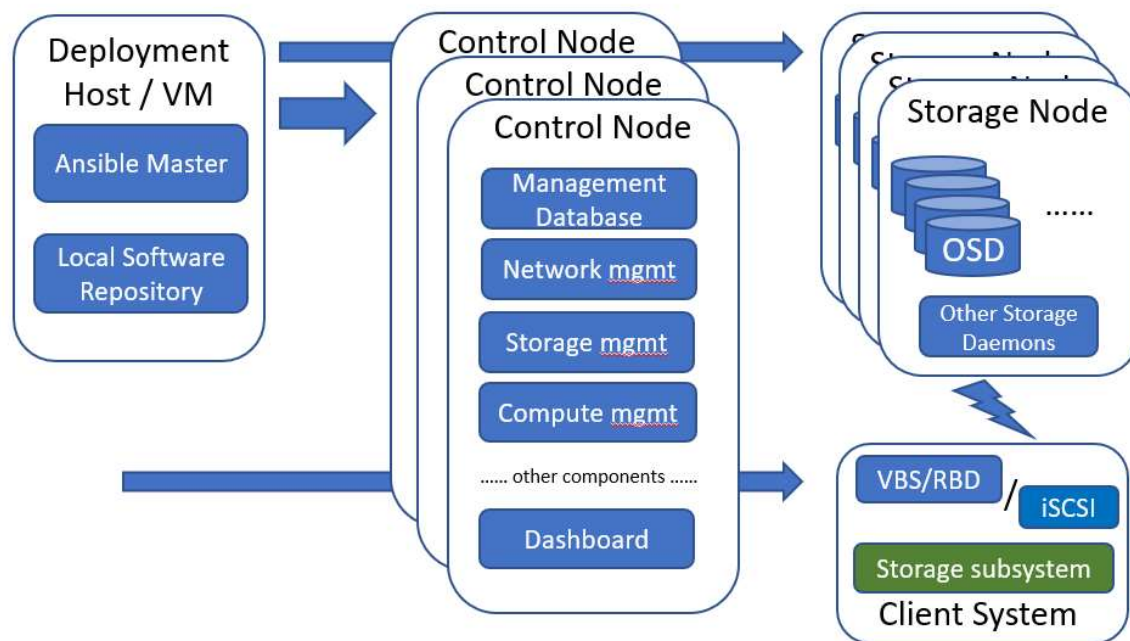 Deployment
Host / VM
Ansible Master
Local Software
Repository
Control Node
Control Node
Control Node
Management
Database
Network mgmt
Storage mgmt
Compute mgmt
...... other components ......
Dashboard
Storage Node
OSD
......
Other Storage
Daemons
VBS/RBD
/
iSCSI
Storage subsystem
Client System